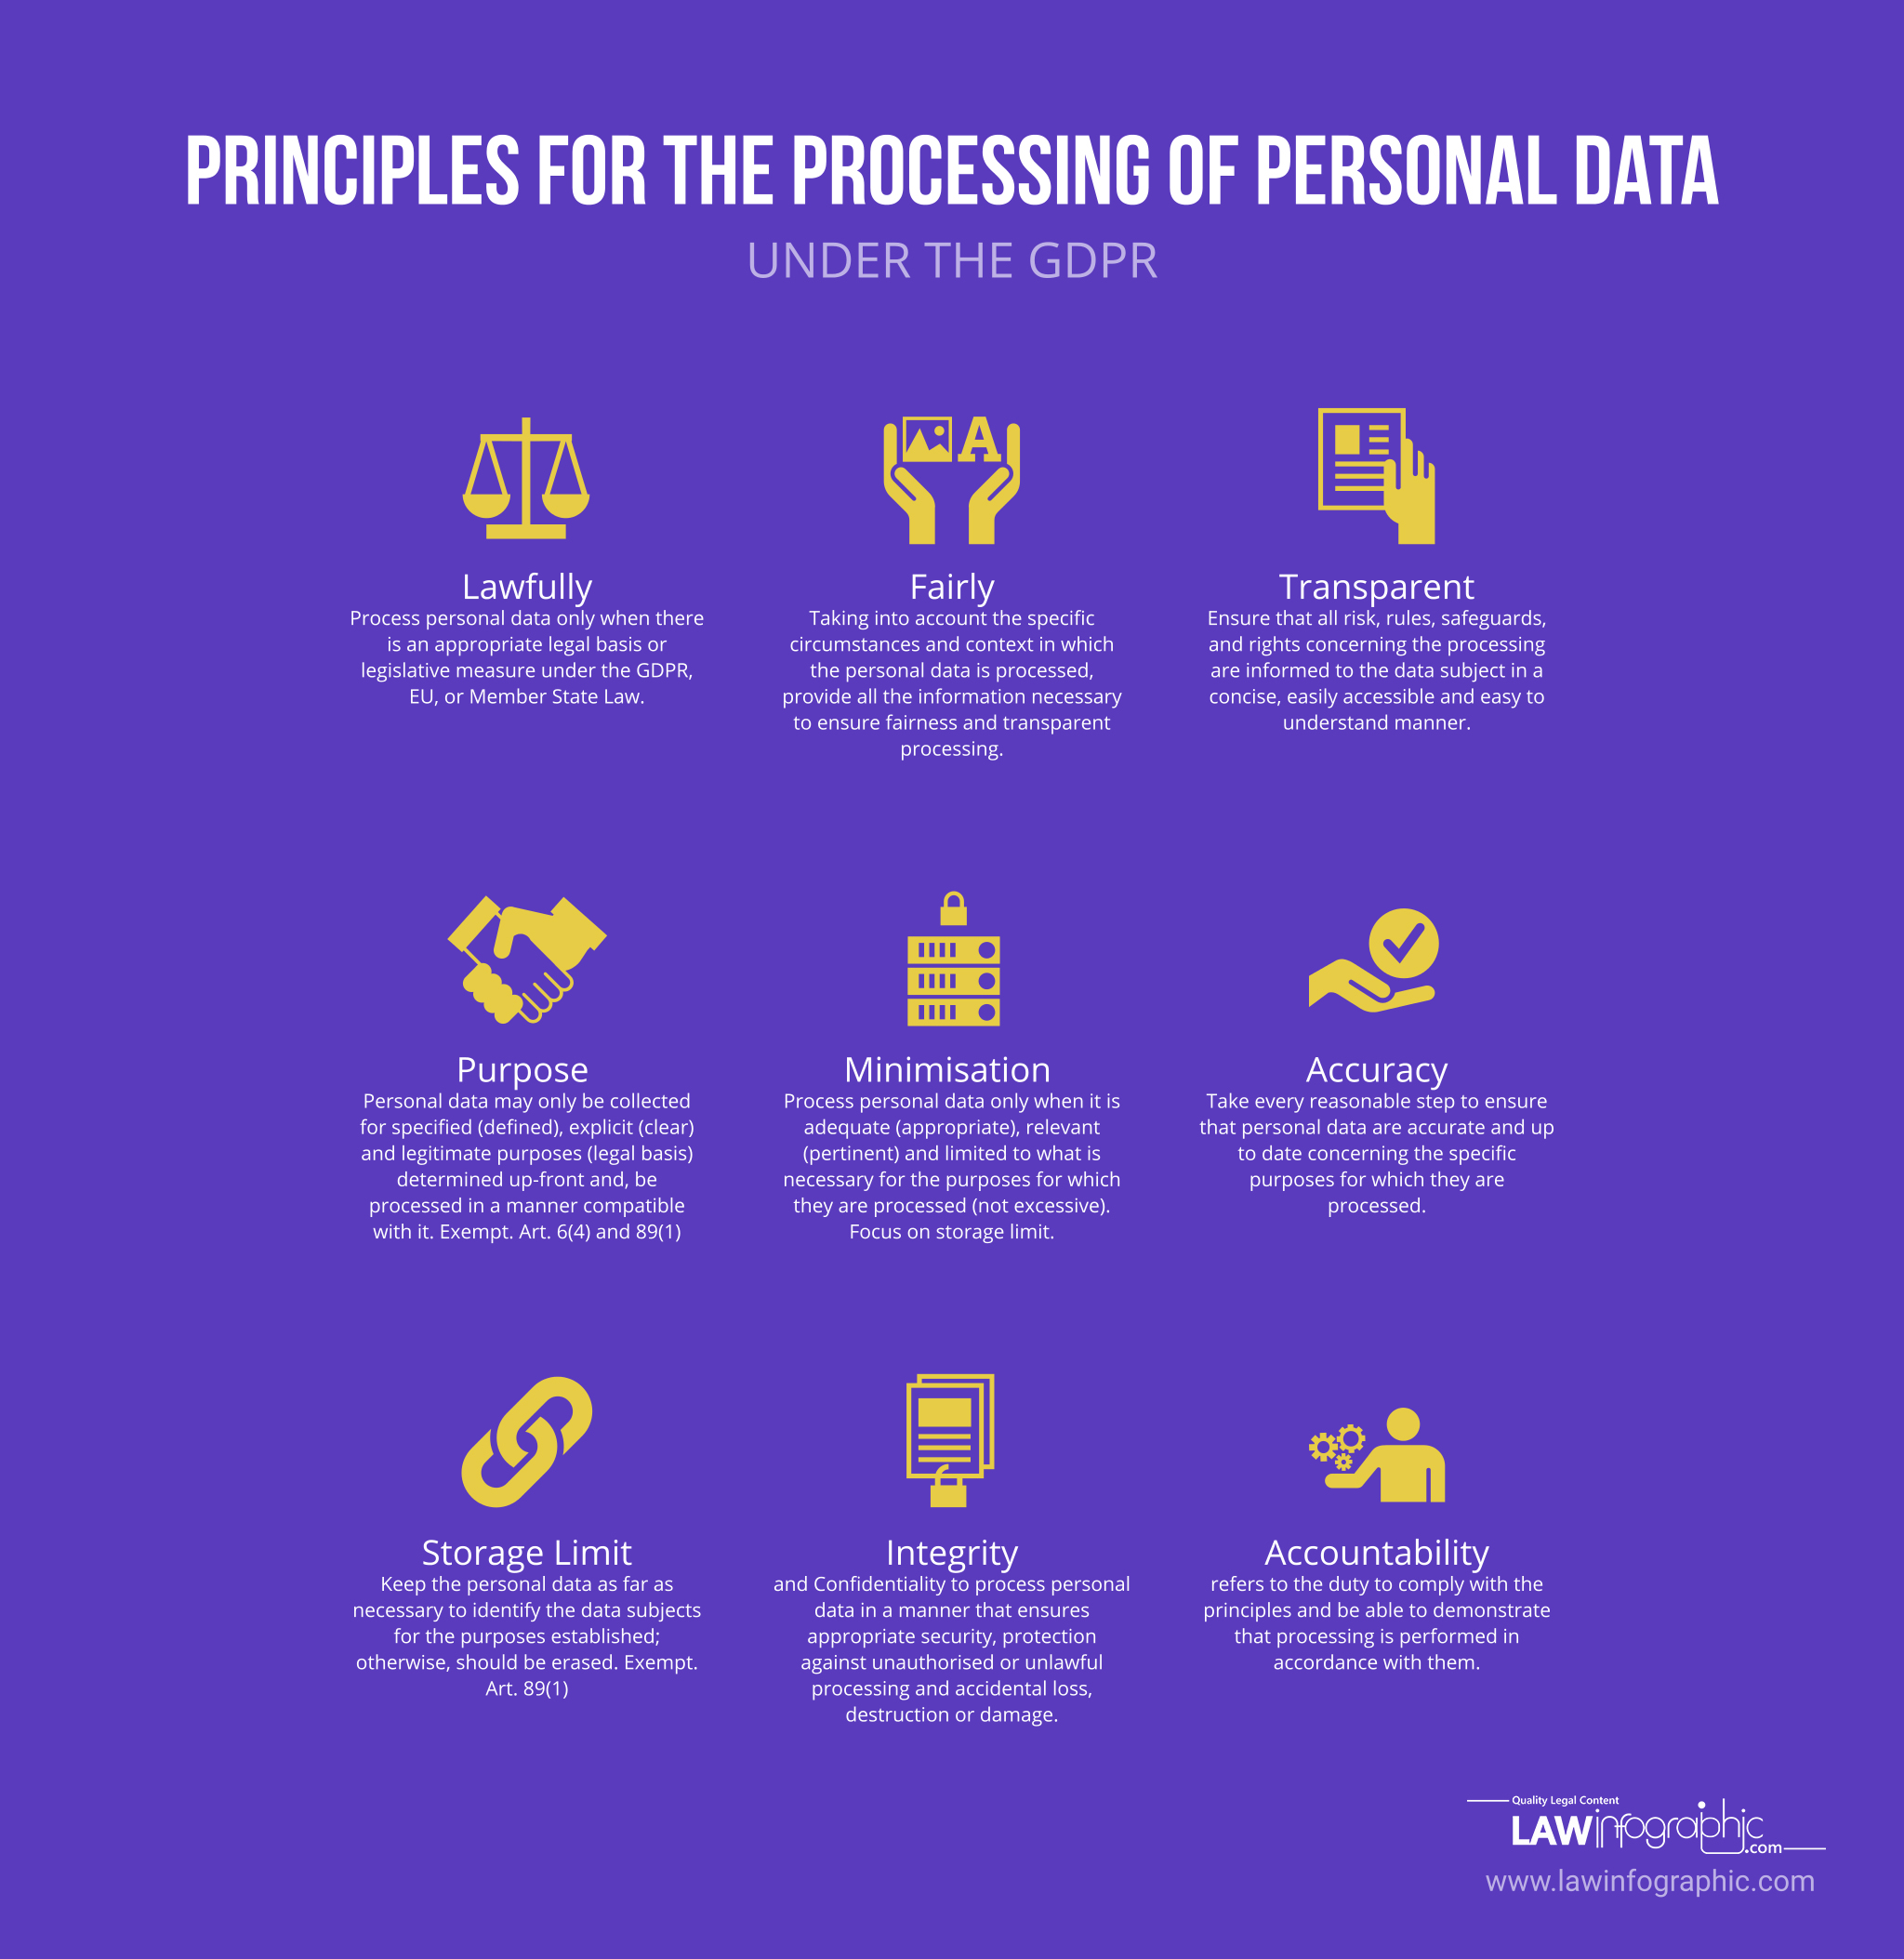 PRINCIPLES FOR THE PROCESSING OF PERSONAL DATA
UNDER THE GDPR
A
Lawfully
Process personal data only when there
is an appropriate legal basis or
legislative measure under the GDPR,
EU, or Member State Law.
Fairly
Taking into account the specific
circumstances and context in which
the personal data is processed,
provide all the information necessary
to ensure fairness and transparent
processing.
Transparent
Ensure that all risk, rules, safeguards,
and rights concerning the processing
are informed to the data subject in a
concise, easily accessible and easy to
understand manner.
Purpose
Personal data may only be collected
for specified (defined), explicit (clear)
and legitimate purposes (legal basis)
determined up-front and, be
processed in a manner compatible
with it. Exempt. Art. 6(4) and 89(1)
Minimisation
Process personal data only when it is
adequate (appropriate), relevant
(pertinent) and limited to what is
necessary for the purposes for which
they are processed (not excessive).
Focus on storage limit.
Accuracy
Take every reasonable step to ensure
that personal data are accurate and up
to date concerning the specific
purposes for which they are
processed.
Storage Limit
Keep the personal data as far as
necessary to identify the data subjects
for the purposes established;
otherwise, should be erased. Exempt.
Art. 89(1)
Integrity
and Confidentiality to process personal
data in a manner that ensures
appropriate security, protection
against unauthorised or unlawful
processing and accidental loss,
destruction or damage.
Accountability
refers to the duty to comply with the
principles and be able to demonstrate
that processing is performed in
accordance with them.
Quality Legal Content
LAWinfographic.com
www.lawinfographic.com